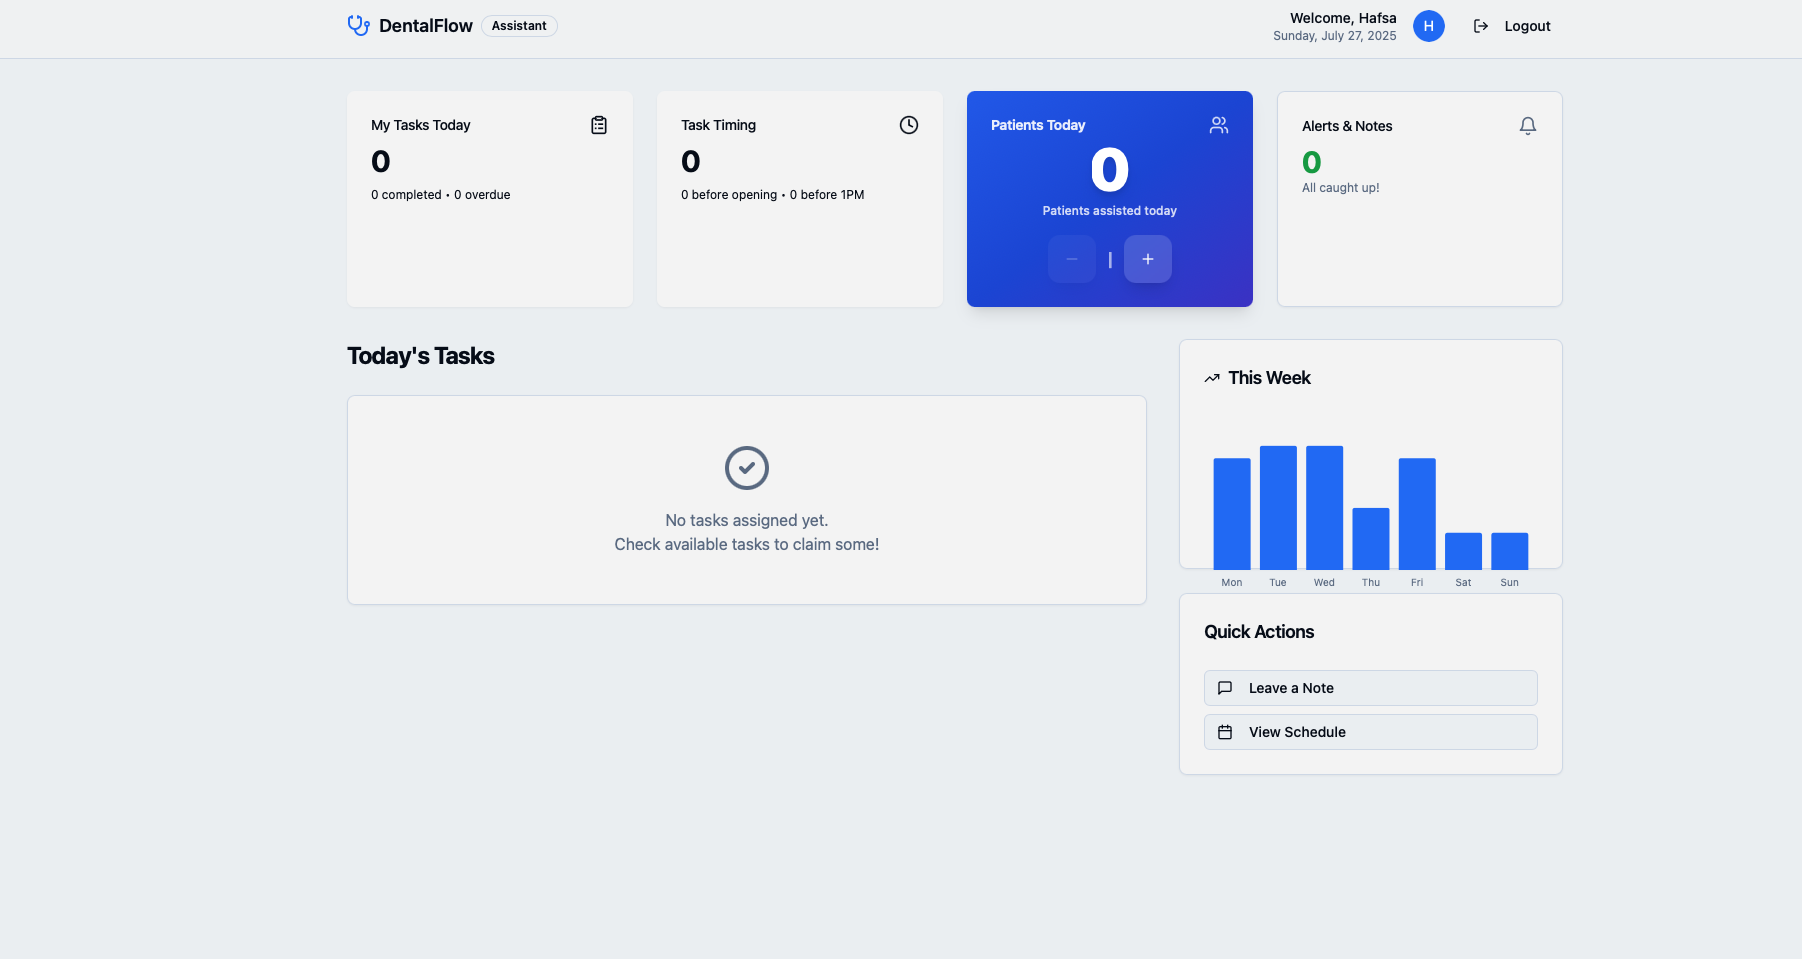 DentalFlow
Assistant
Welcome, Hafsa
Sunday, July 27, 2025
H
Logout
My Tasks Today
0
0 completed • 0 overdue
Task Timing
0
0 before opening • 0 before 1PM
Patients Today
0
Patients assisted today
− | +
Alerts & Notes
0
All caught up!
Today's Tasks
No tasks assigned yet.
Check available tasks to claim some!
This Week
Mon Tue Wed Thu Fri Sat Sun
Quick Actions
Leave a Note
View Schedule